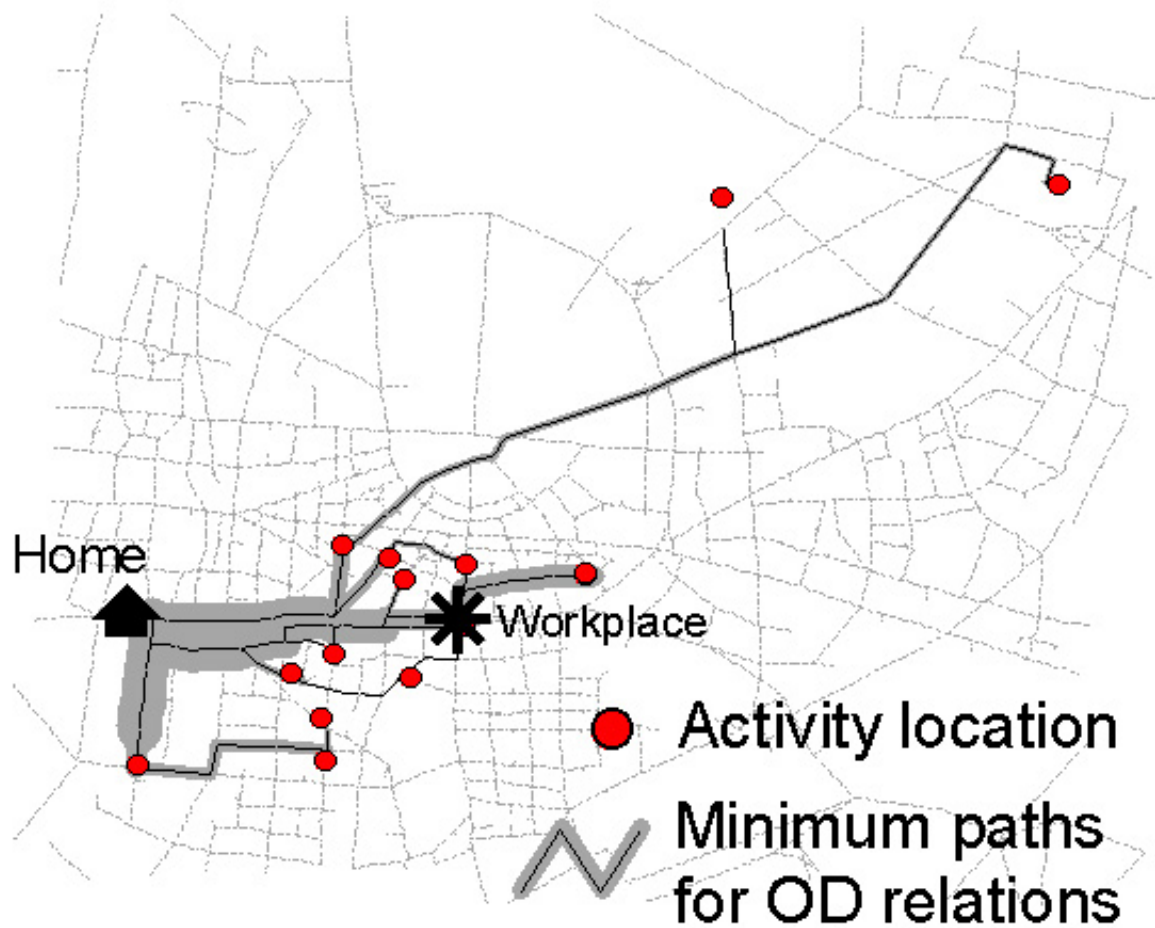 Home
Workplace
Activity location
Minimum paths
for OD relations